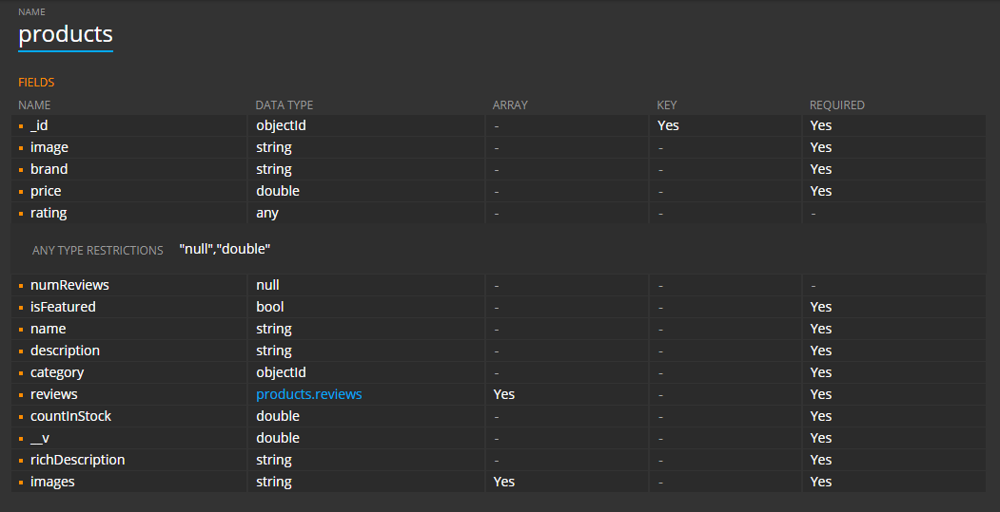 NAME
products
FIELDS
NAME DATA TYPE ARRAY KEY REQUIRED
_id objectId - Yes Yes
image string - - Yes
brand string - - Yes
price double - - Yes
rating any - - -
ANY TYPE RESTRICTIONS "null","double"
numReviews null - - -
isFeatured bool - - Yes
name string - - Yes
description string - - Yes
category objectId - - Yes
reviews products.reviews Yes - Yes
countInStock double - - Yes
__v double - - Yes
richDescription string - - Yes
images string Yes - Yes